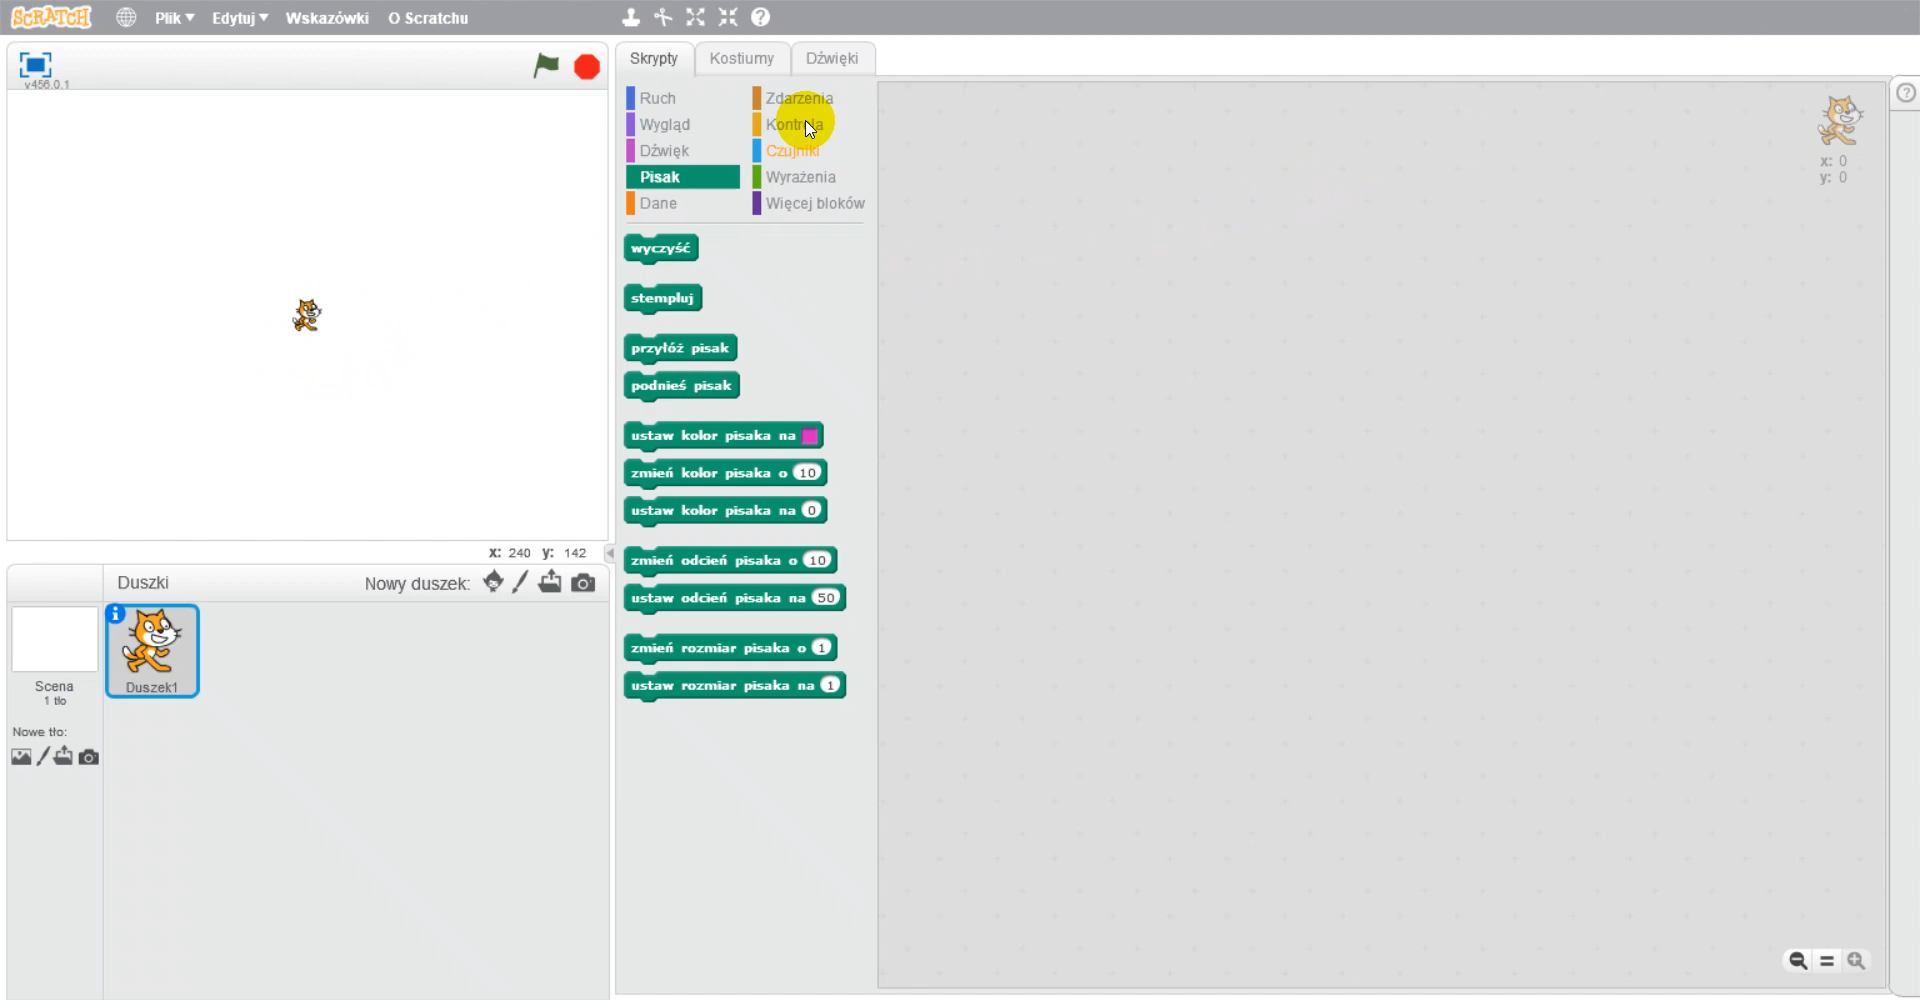 SCRATCH Plik Edytuj Wskazówki O Scratchu
v456.0.1
Skrypty Kostiumy Dźwięki
Ruch Zdarzenia
Wygląd Kontrola
Dźwięk Czujniki
Pisak Wyrażenia
Dane Więcej bloków
wyczyść
stempluj
przyłóż pisak
podnieś pisak
ustaw kolor pisaka na
zmień kolor pisaka o 10
ustaw kolor pisaka na 0
zmień odcień pisaka o 10
ustaw odcień pisaka na 50
zmień rozmiar pisaka o 1
ustaw rozmiar pisaka na 1
x: 0
y: 0
x: 240 y: 142
Duszki Nowy duszek:
Duszek1
Scena
1 tło
Nowe tło: